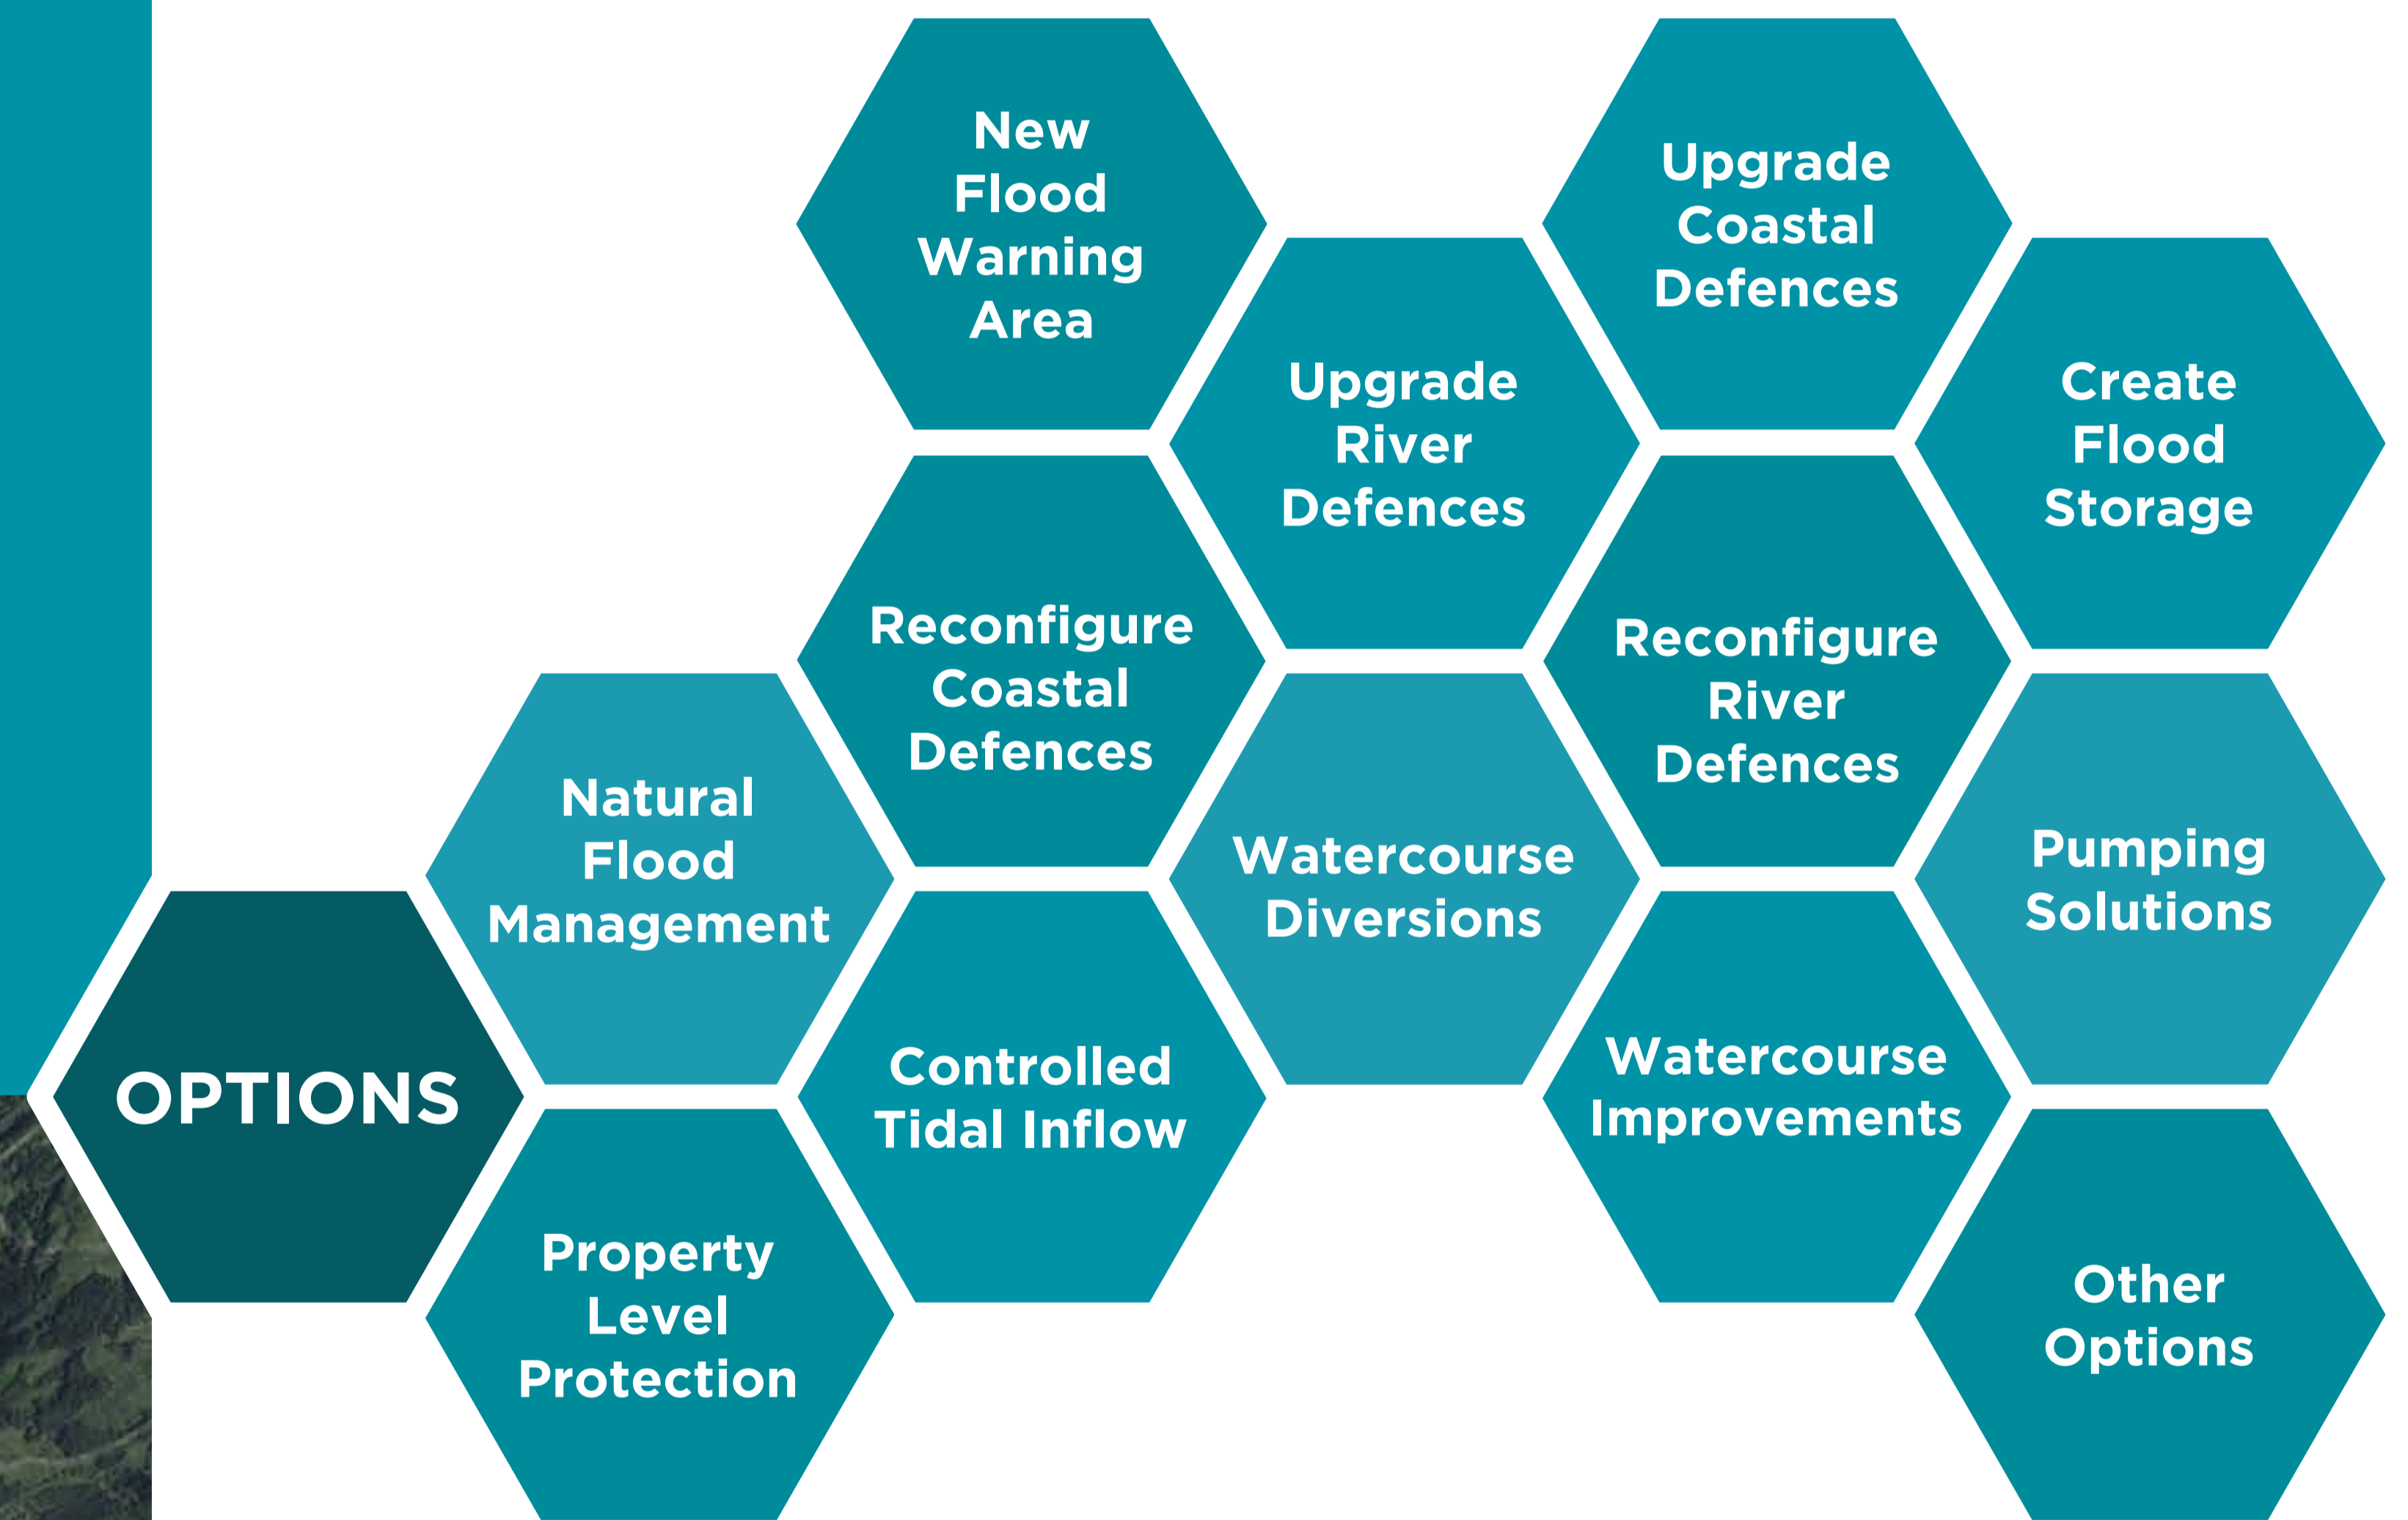 New
Flood
Warning
Area
Upgrade
Coastal
Defences
Upgrade
River
Defences
Create
Flood
Storage
Reconfigure
Coastal
Defences
Reconfigure
River
Defences
Natural
Flood
Management
Watercourse
Diversions
Pumping
Solutions
OPTIONS
Controlled
Tidal Inflow
Watercourse
Improvements
Property
Level
Protection
Other
Options